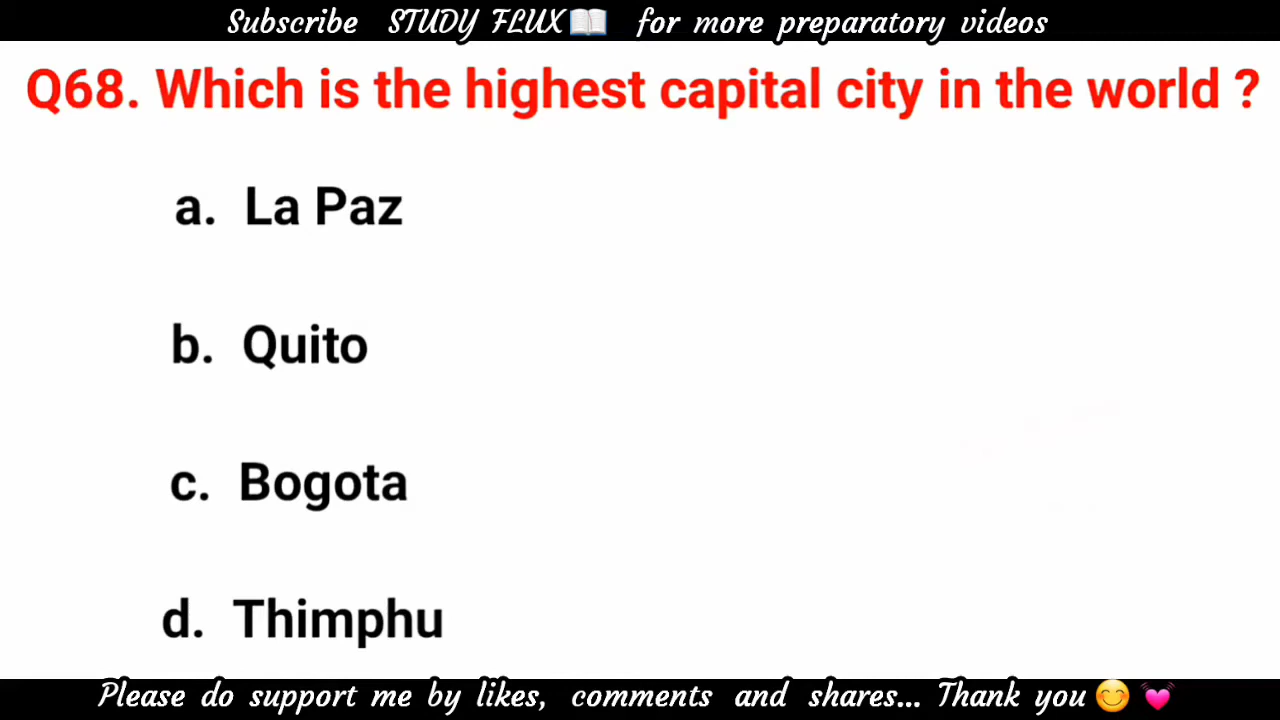 Subscribe STUDY FLUX📖 for more preparatory videos
Q68. Which is the highest capital city in the world ?
a. La Paz
b. Quito
c. Bogota
d. Thimphu
Please do support me by likes, comments and shares... Thank you😊💓